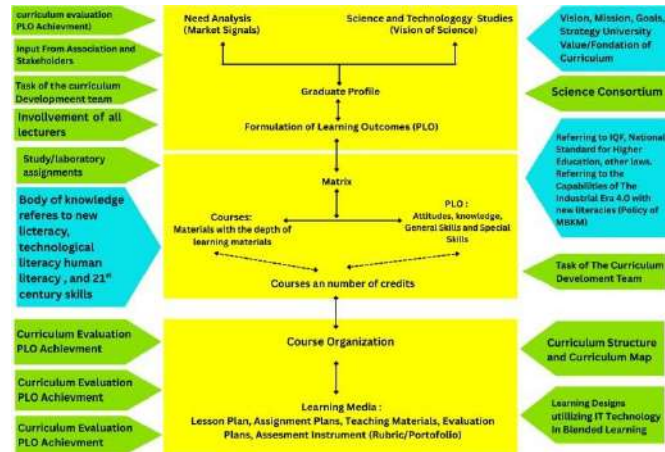 curriculum evaluation
PLO Achievment)
Input From Association and
Stakeholders
Task of the curriculum
Developmeent team
Involvement of all
lecturers
Study/laboratory
assignments
Body of knowledge
referes to new
licteracy,
technological
literacy human
literacy , and 21st
century skills
Curriculum Evaluation
PLO Achievment
Curriculum Evaluation
PLO Achievment
Curriculum Evaluation
PLO Achievment
Need Analysis
(Market Signals)
Science and Technology Studies
(Vision of Science)
Graduate Profile
Formulation of Learning Outcomes (PLO)
Matrix
Courses:
Materials with the depth of
learning materials
PLO :
Attitudes, knowledge,
General Skills and Special
Skills
Courses an number of credits
Course Organization
Learning Media :
Lesson Plan, Assignment Plans, Teaching Materials, Evaluation
Plans, Assesment Instrument (Rubric/Portofolio)
Vision, Mission, Goals,
Strategy University
Value/Fondation of
Curriculum
Science Consortium
Referring to IQF, National
Standard for Higher
Education, other laws.
Referring to the
Capabilities of The
Industrial Era 4.0 with
new literacies (Policy of
MBKM)
Task of The Curriculum
Develoment Team
Curriculum Structure
and Curriculum Map
Learning Designs
utillizing IT Technology
In Blended Learning